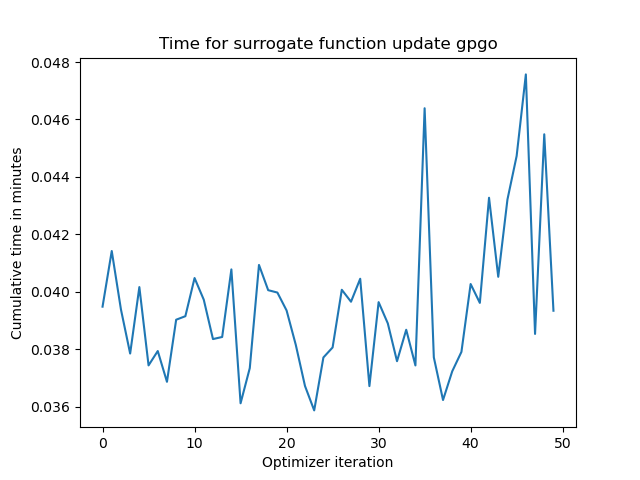 Time for surrogate function update gpgo
0.048
0.046
0.044
0.042
0.040
0.038
0.036
Cumulative time in minutes
0 10 20 30 40 50
Optimizer iteration